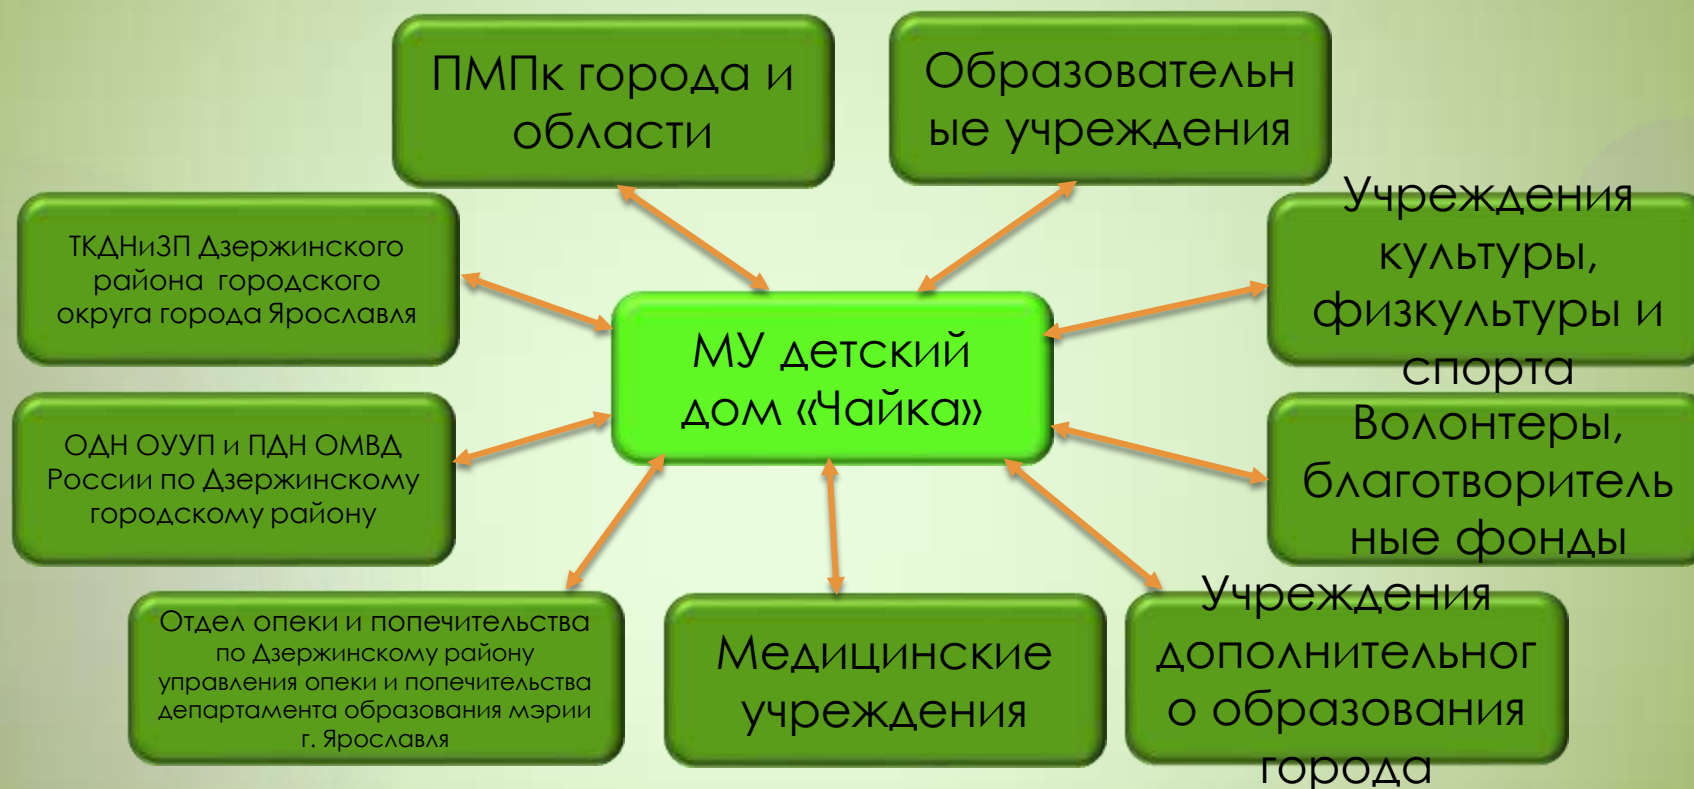 ПМПк города и
области
Образовательн
ые учреждения
ТКДНиЗП Дзержинского
района городского
округа города Ярославля
Учреждения
культуры,
физкультуры и
спорта
МУ детский
дом «Чайка»
ОДН ОУУП и ПДН ОМВД
России по Дзержинскому
городскому району
Волонтеры,
благотворитель
ные фонды
Отдел опеки и попечительства
по Дзержинскому району
управления опеки и попечительства
департамента образования мэрии
г. Ярославля
Медицинские
учреждения
Учреждения
дополнительног
о образования
города